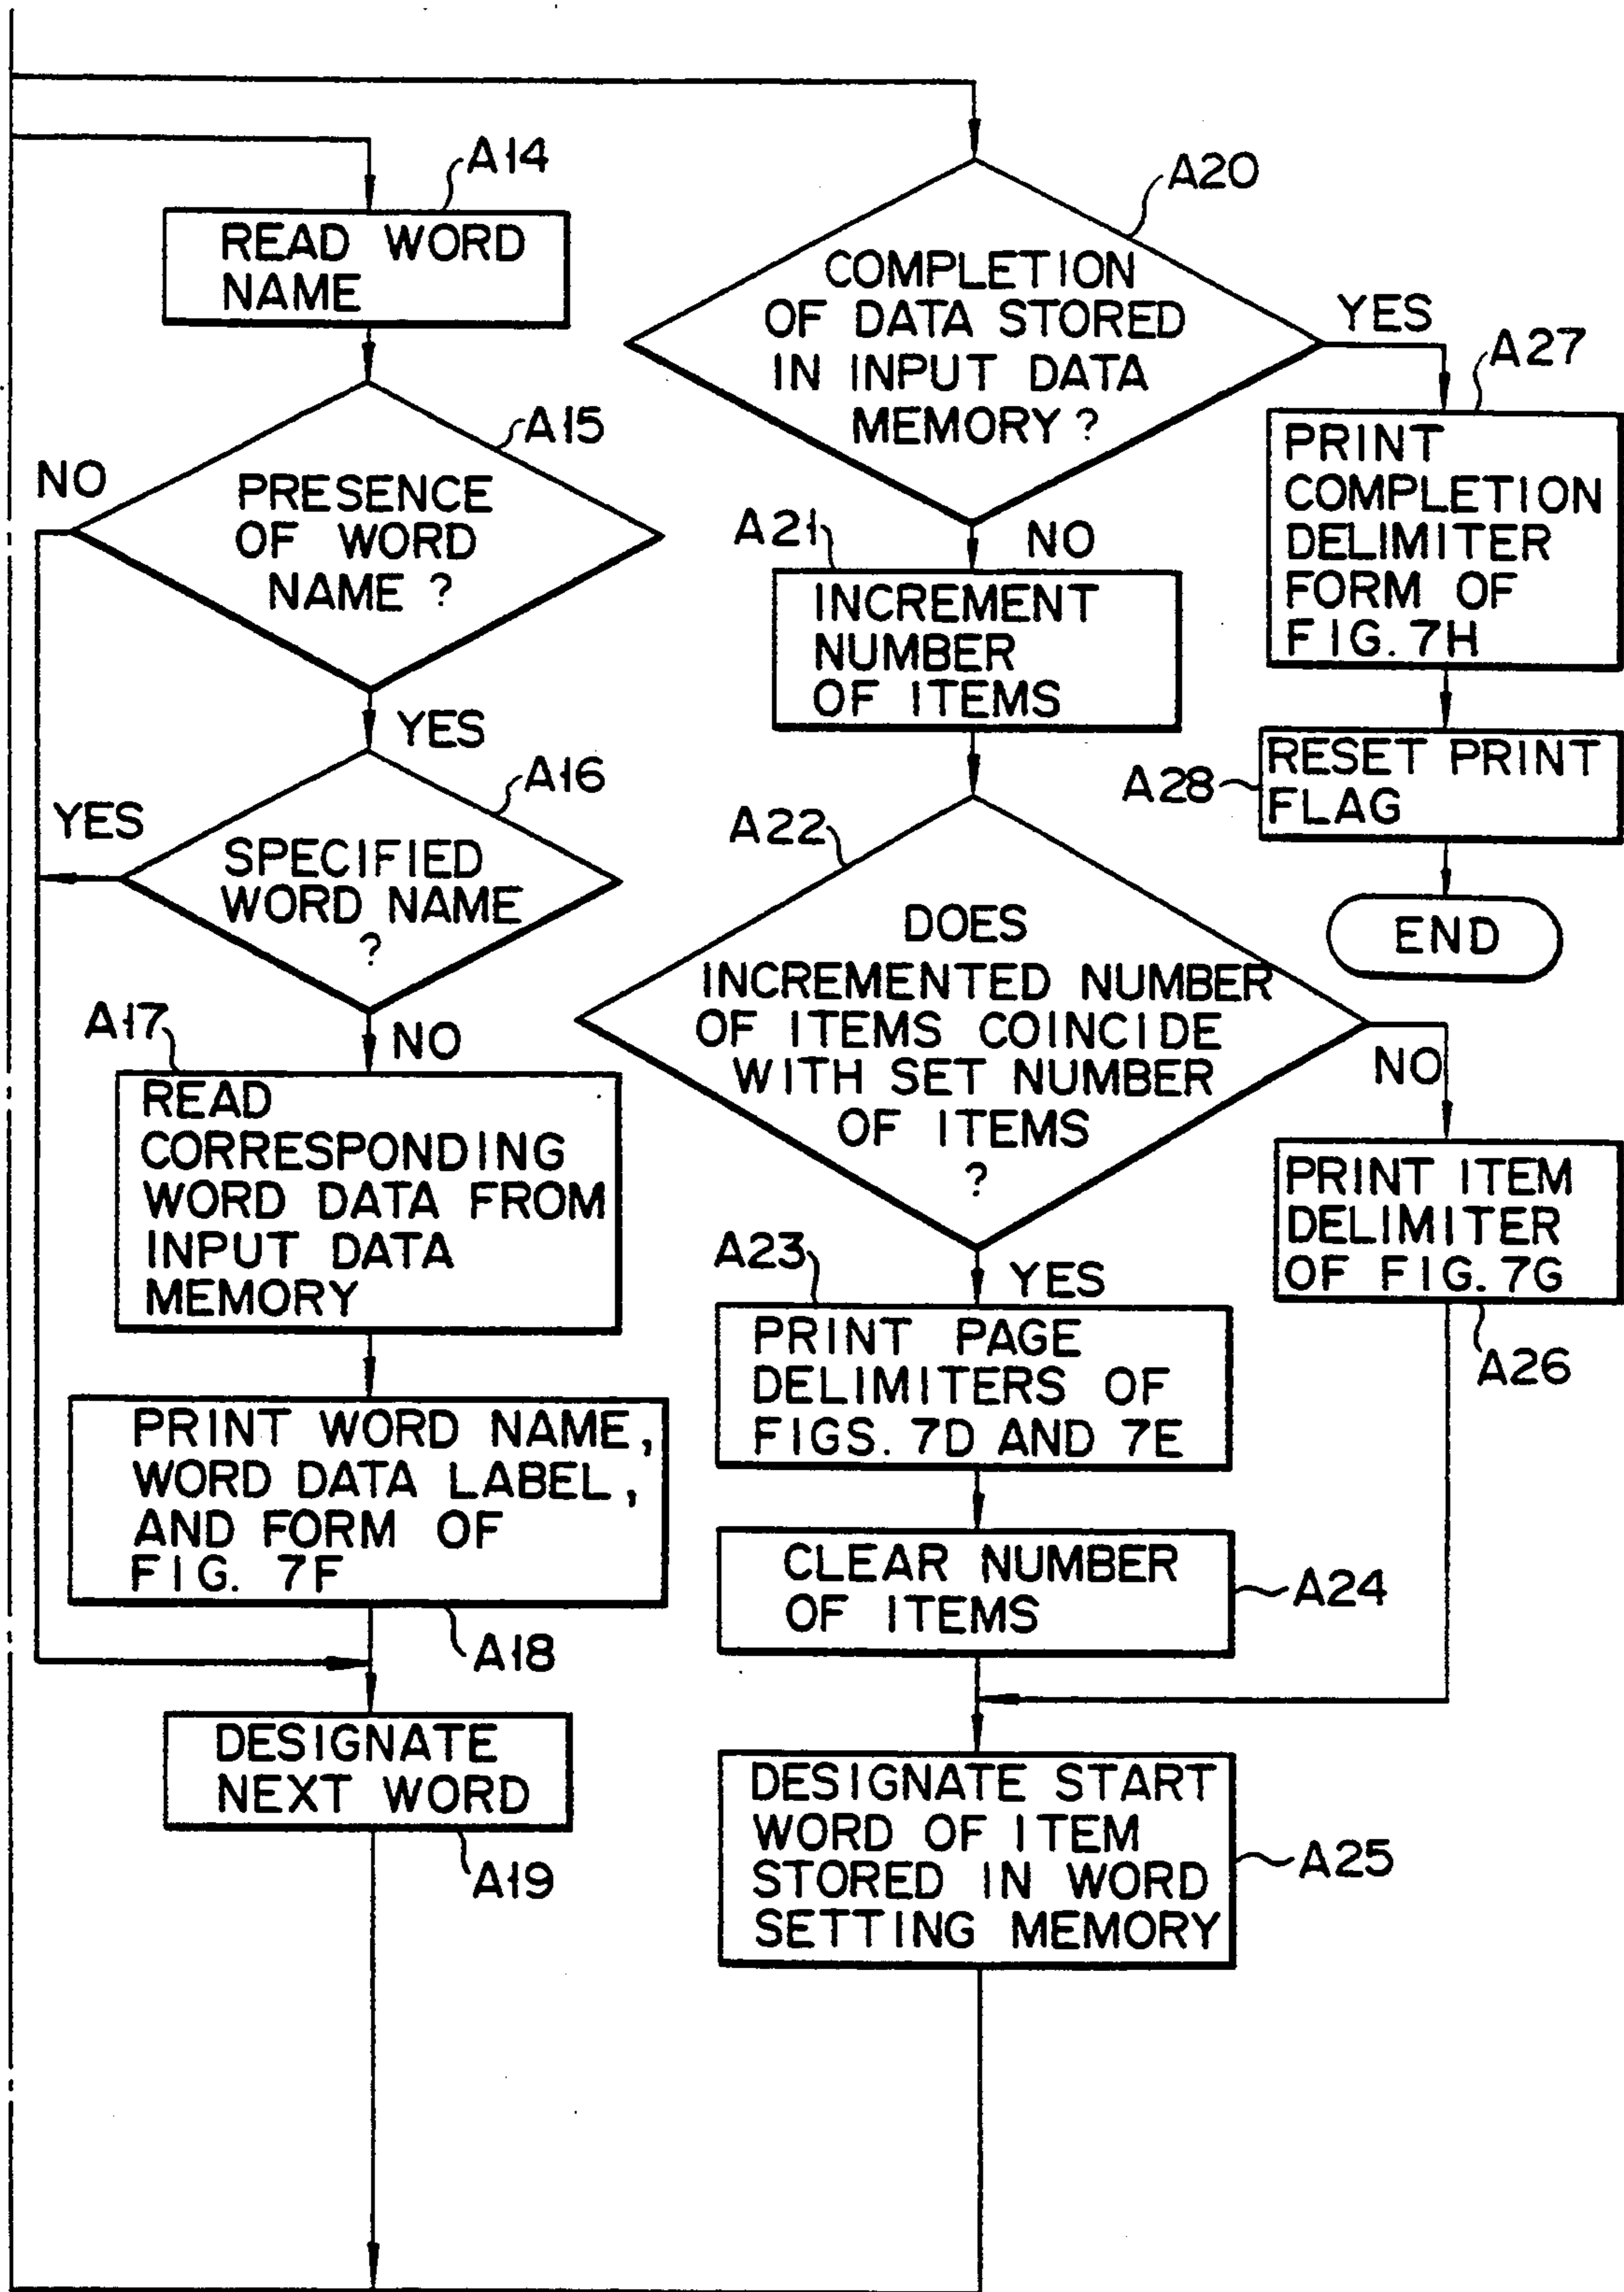 A14
READ WORD
NAME
A15
NO
PRESENCE
OF WORD
NAME ?
YES
A16
YES
SPECIFIED
WORD NAME
?
A17
NO
READ
CORRESPONDING
WORD DATA FROM
INPUT DATA
MEMORY
PRINT WORD NAME,
WORD DATA LABEL,
AND FORM OF
FIG. 7F
A18
DESIGNATE
NEXT WORD
A19
A20
COMPLETION
OF DATA STORED
IN INPUT DATA
MEMORY ?
YES
A21
NO
INCREMENT
NUMBER
OF ITEMS
A22
DOES
INCREMENTED NUMBER
OF ITEMS COINCIDE
WITH SET NUMBER
OF ITEMS
?
NO
A23
YES
PRINT PAGE
DELIMITERS OF
FIGS. 7D AND 7E
CLEAR NUMBER
OF ITEMS
A24
DESIGNATE START
WORD OF ITEM
STORED IN WORD
SETTING MEMORY
A25
A27
PRINT
COMPLETION
DELIMITER
FORM OF
FIG. 7H
A28
RESET PRINT
FLAG
END
PRINT ITEM
DELIMITER
OF FIG. 7G
A26